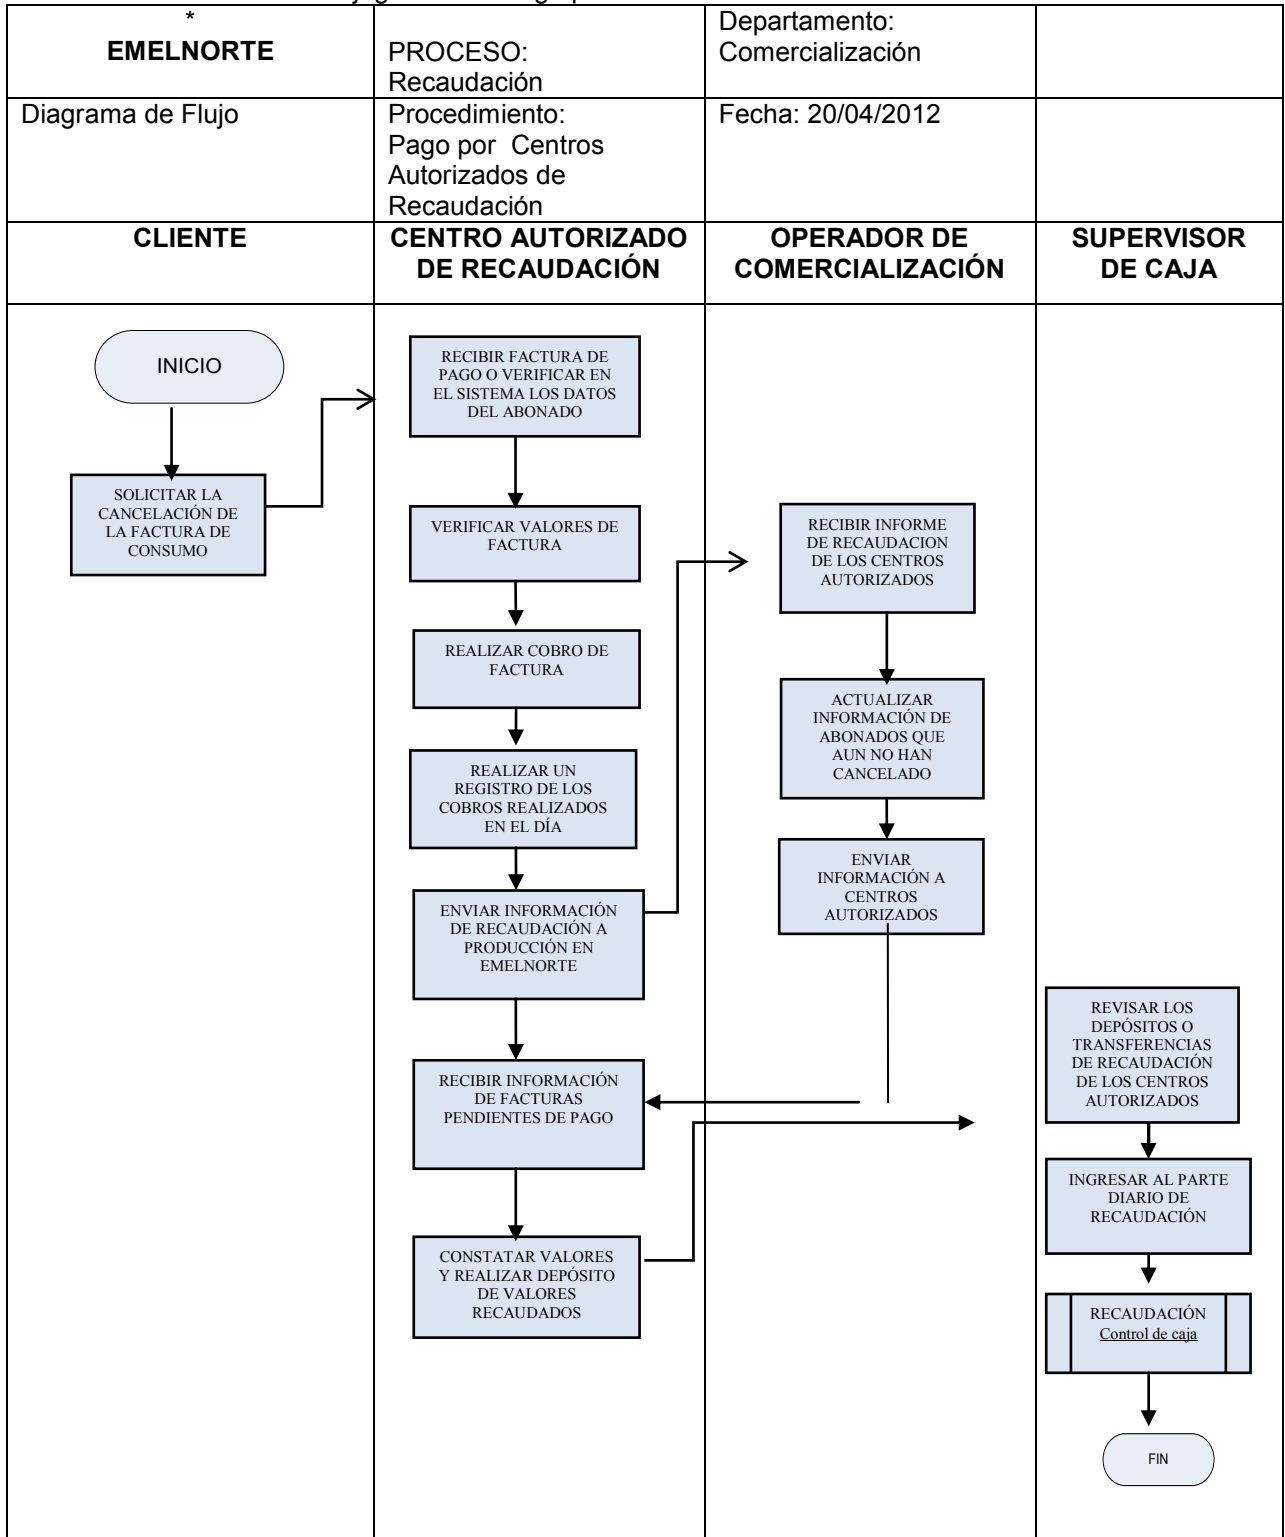 *
EMELNORTE
PROCESO:
Recaudación
Departamento:
Comercialización
Diagrama de Flujo
Procedimiento:
Pago por Centros
Autorizados de
Recaudación
Fecha: 20/04/2012
CLIENTE
CENTRO AUTORIZADO
DE RECAUDACIÓN
OPERADOR DE
COMERCIALIZACIÓN
SUPERVISOR
DE CAJA
INICIO
SOLICITAR LA
CANCELACIÓN DE
LA FACTURA DE
CONSUMO
RECIBIR FACTURA DE
PAGO O VERIFICAR EN
EL SISTEMA LOS DATOS
DEL ABONADO
VERIFICAR VALORES DE
FACTURA
REALIZAR COBRO DE
FACTURA
REALIZAR UN
REGISTRO DE LOS
COBROS REALIZADOS
EN EL DÍA
ENVIAR INFORMACIÓN
DE RECAUDACIÓN A
PRODUCCIÓN EN
EMELNORTE
RECIBIR INFORMACIÓN
DE FACTURAS
PENDIENTES DE PAGO
CONSTATAR VALORES
Y REALIZAR DEPÓSITO
DE VALORES
RECAUDADOS
RECIBIR INFORME
DE RECAUDACION
DE LOS CENTROS
AUTORIZADOS
ACTUALIZAR
INFORMACIÓN DE
ABONADOS QUE
AUN NO HAN
CANCELADO
ENVIAR
INFORMACIÓN A
CENTROS
AUTORIZADOS
REVISAR LOS
DEPÓSITOS O
TRANSFERENCIAS
DE RECAUDACIÓN
DE LOS CENTROS
AUTORIZADOS
INGRESAR AL PARTE
DIARIO DE
RECAUDACIÓN
RECAUDACIÓN
Control de caja
FIN